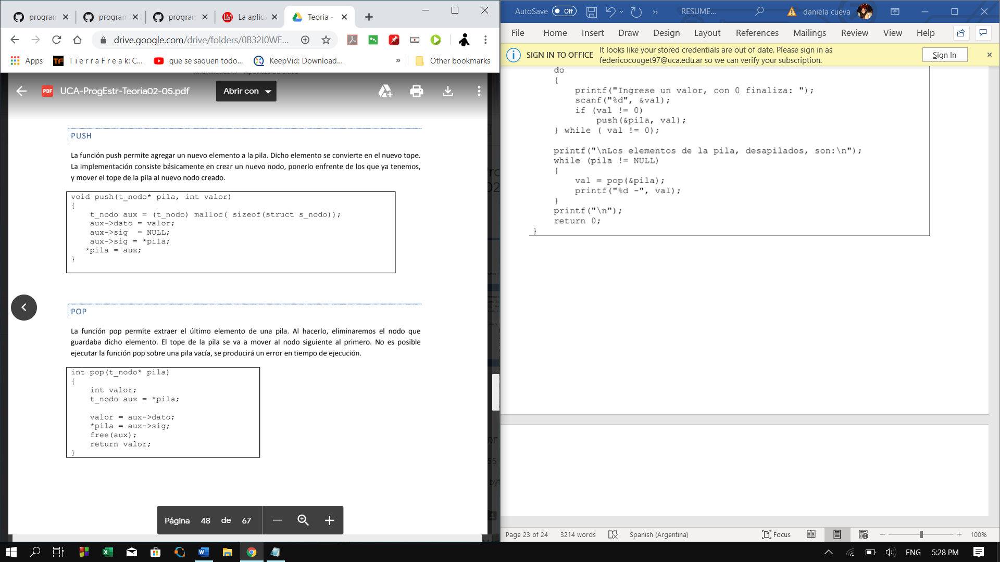 program
program
program
La aplic
Teoria -
drive.google.com/drive/folders/0B32I0WE...
Apps
TF
T i e r r a F r e a k: C...
que se saquen todo...
KeepVid: Download...
»
Other bookmarks
PDF
UCA-ProgEstr-Teoria02-05.pdf
Abrir con
PUSH
La función push permite agregar un nuevo elemento a la pila. Dicho elemento se convierte en el nuevo tope.
La implementación consiste básicamente en crear un nuevo nodo, ponerlo enfrente de los que ya tenemos,
y mover el tope de la pila al nuevo nodo creado.
void push(t_nodo* pila, int valor)
{
t_nodo aux = (t_nodo) malloc( sizeof(struct s_nodo));
aux->dato = valor;
aux->sig  = NULL;
aux->sig = *pila;
*pila = aux;
}
POP
La función pop permite extraer el último elemento de una pila. Al hacerlo, eliminaremos el nodo que
guardaba dicho elemento. El tope de la pila se va a mover al nodo siguiente al primero. No es posible
ejecutar la función pop sobre una pila vacía, se producirá un error en tiempo de ejecución.
int pop(t_nodo* pila)
{
int valor;
t_nodo aux = *pila;
valor = aux->dato;
*pila = aux->sig;
free(aux);
return valor;
}
Página 48 de 67
AutoSave Off
»
RESUME...
daniela cueva
File Home Insert Draw Design Layout References Mailings Review View Help
SIGN IN TO OFFICE
It looks like your stored credentials are out of date. Please sign in as
federicocouget97@uca.edu.ar so we can verify your subscription.
Sign In
do
{
printf("Ingrese un valor, con 0 finaliza: ");
scanf("%d", &val);
if (val != 0)
push(&pila, val);
} while ( val != 0);
printf("\nLos elementos de la pila, desapilados, son:\n");
while (pila != NULL)
{
val = pop(&pila);
printf("%d -", val);
}
printf("\n");
return 0;
}
Page 23 of 24
3214 words
Spanish (Argentina)
Focus
100%
ENG
5:28 PM